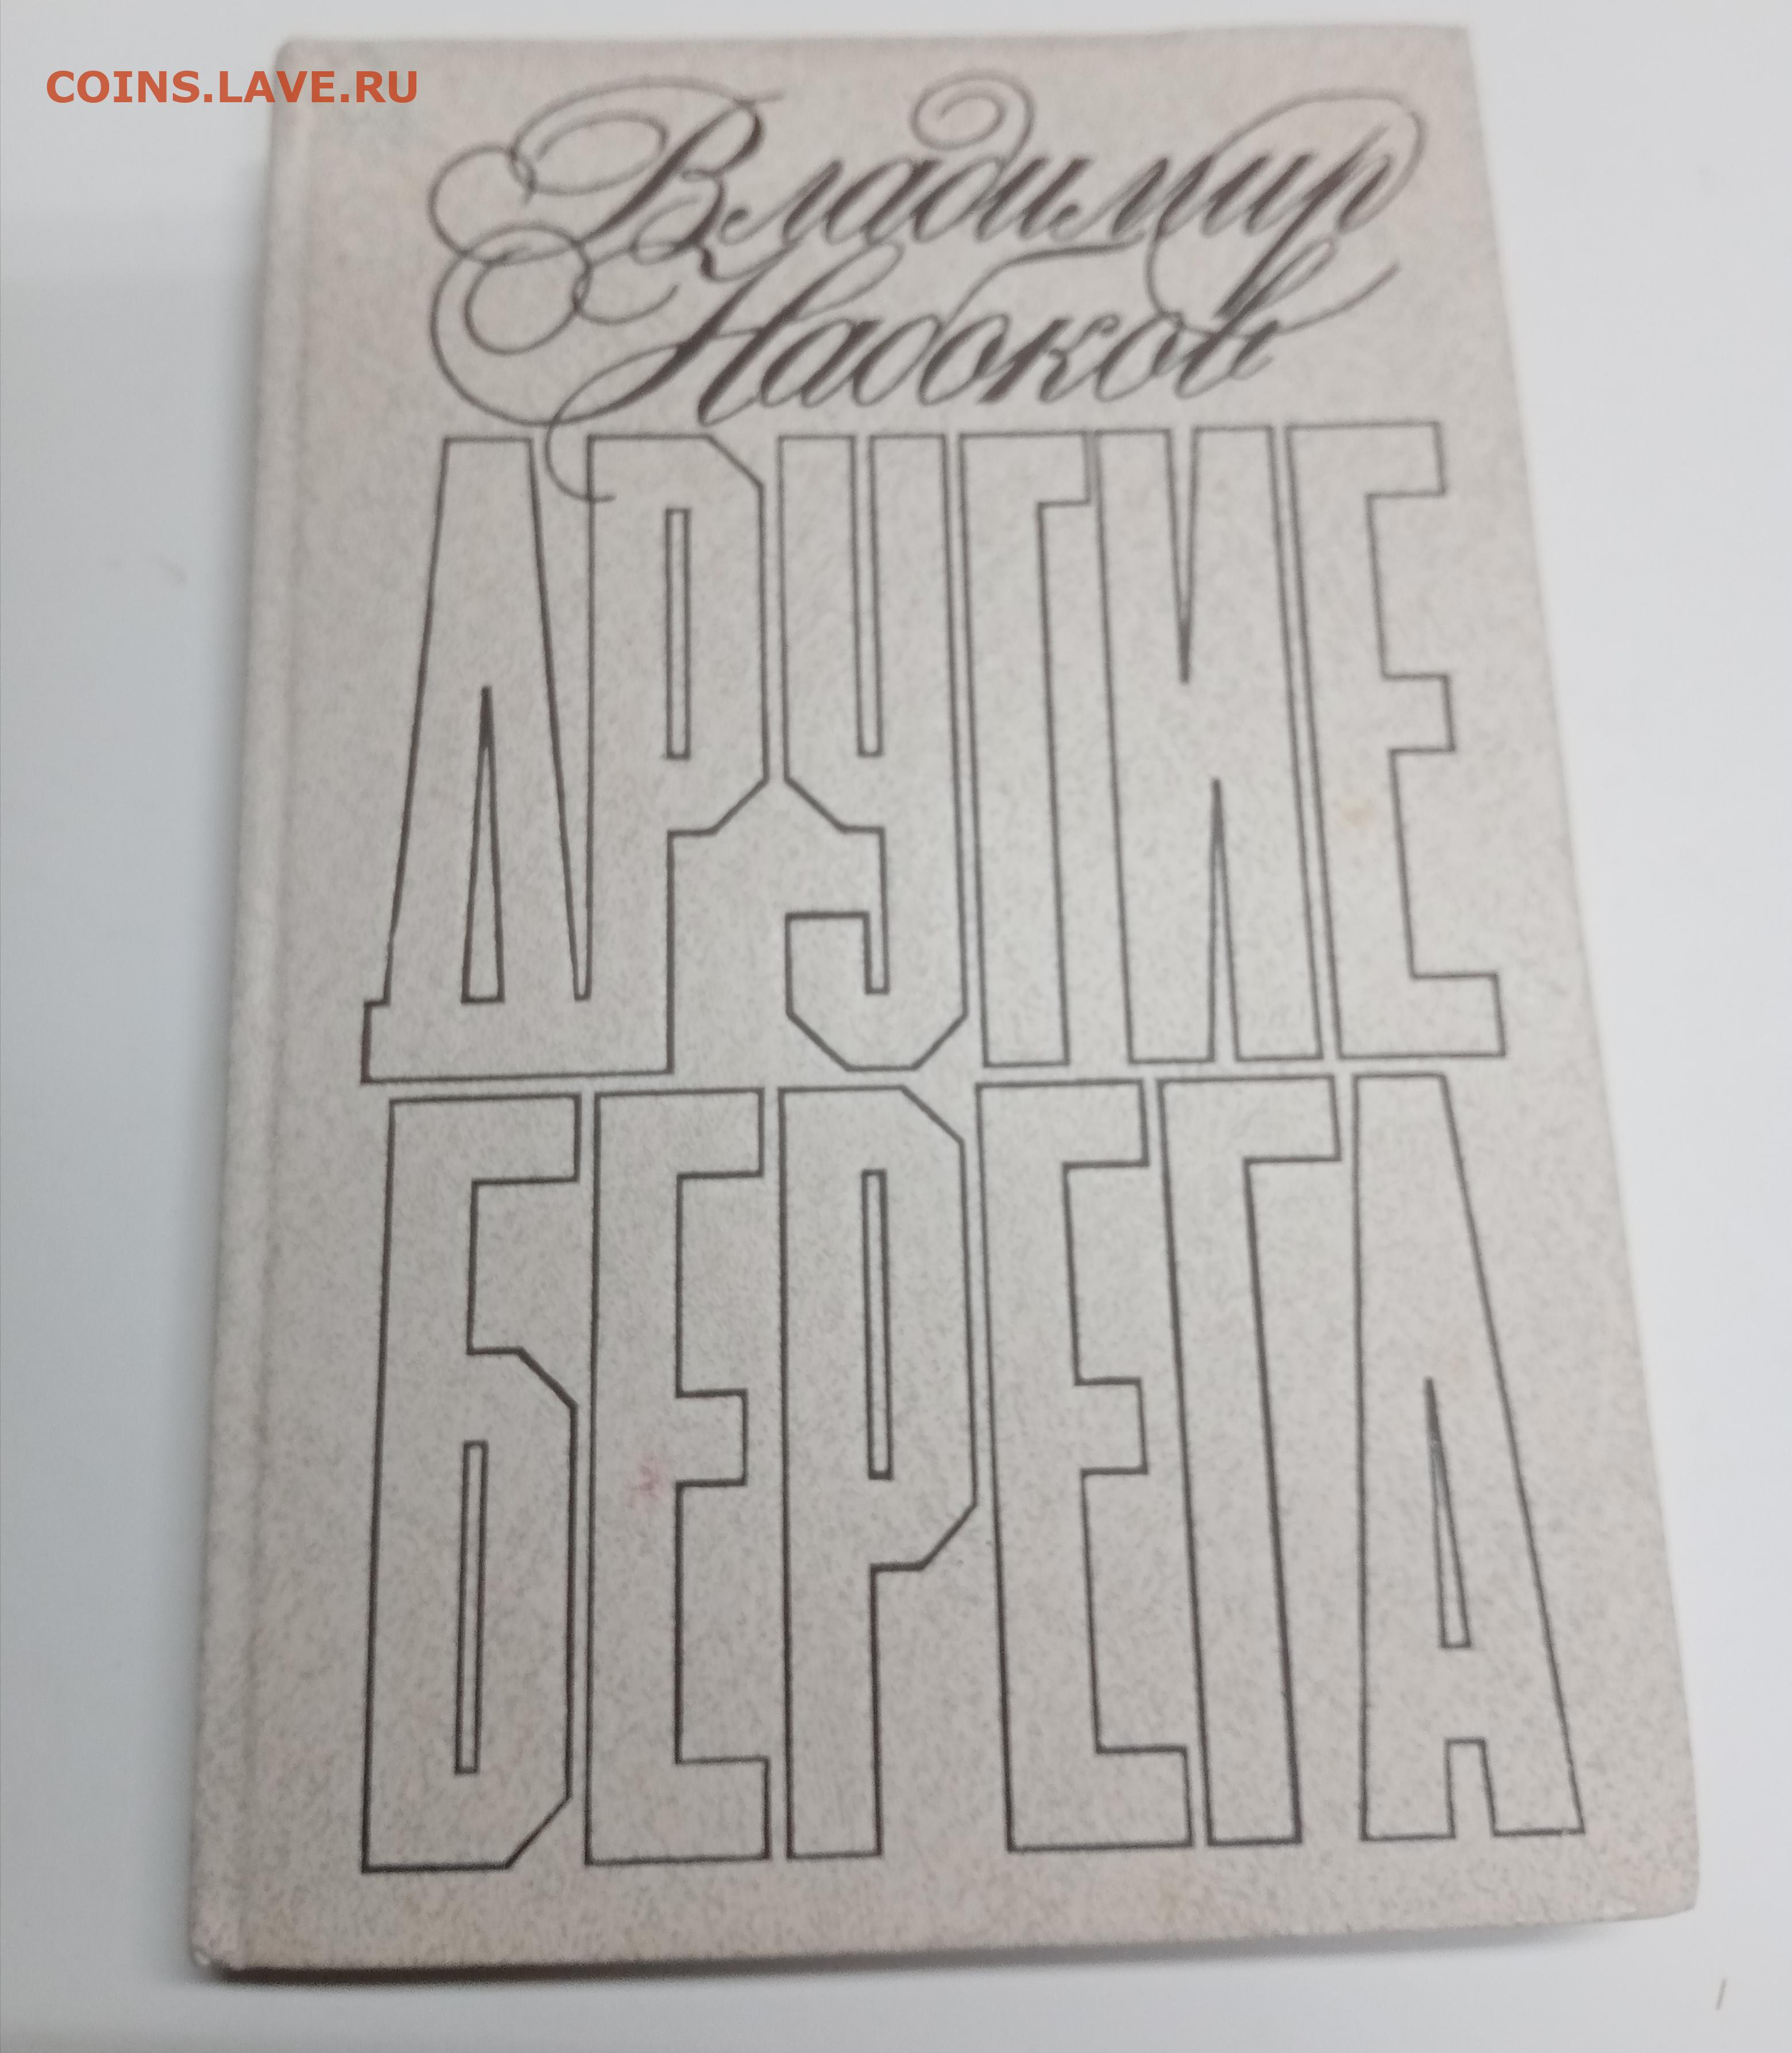 COINS.LAVE.RU
Владимир
Набоков
ДРУГИЕ
БЕРЕГА